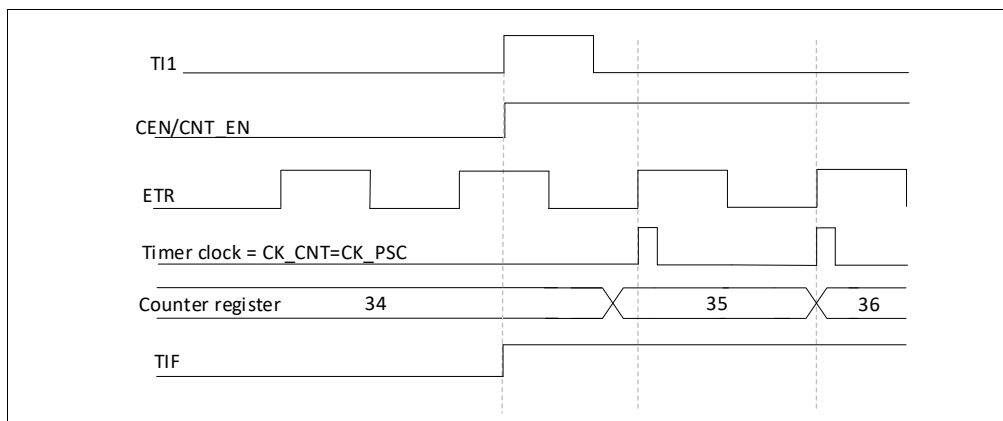 TI1
CEN/CNT_EN
ETR
Timer clock = CK_CNT=CK_PSC
Counter register 34 35 36
TIF